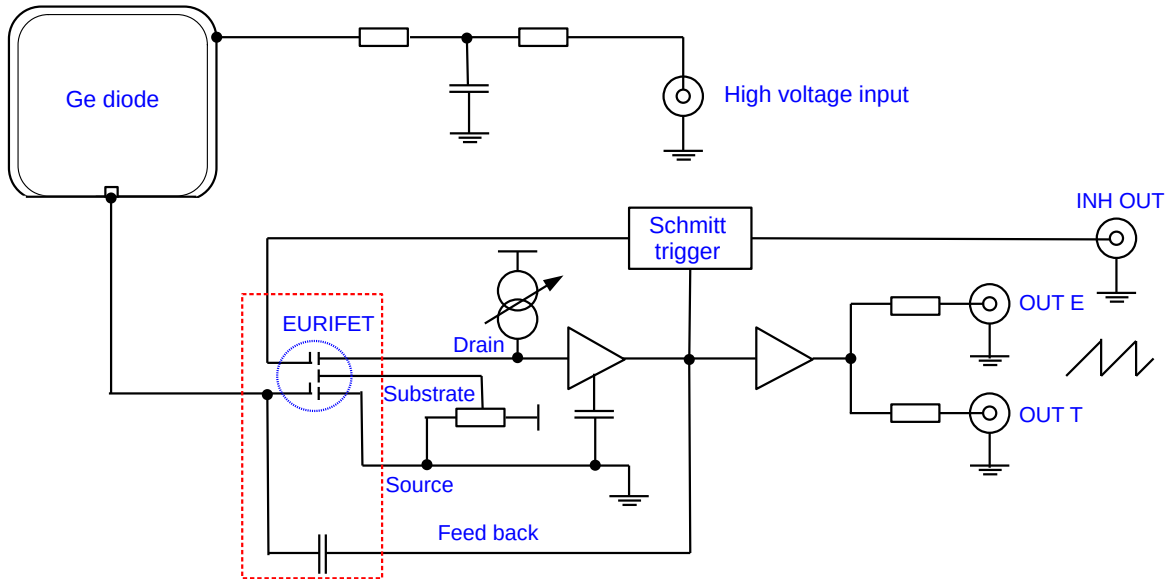 Ge diode
High voltage input
INH OUT
Schmitt
trigger
EURIFET
Drain
OUT E
Substrate
OUT T
Source
Feed back